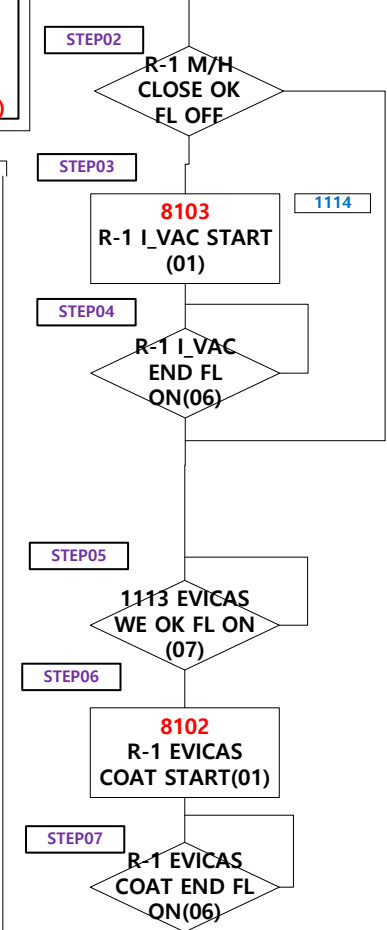 STEP02
R-1 M/H
CLOSE OK
FL OFF
)
STEP03
8103
R-1 I_VAC START
(01)
1114
STEP04
R-1 I_VAC
END FL
ON(06)
STEP05
1113 EVICAS
WE OK FL ON
(07)
STEP06
8102
R-1 EVICAS
COAT START(01)
STEP07
R-1 EVICAS
COAT END FL
ON(06)